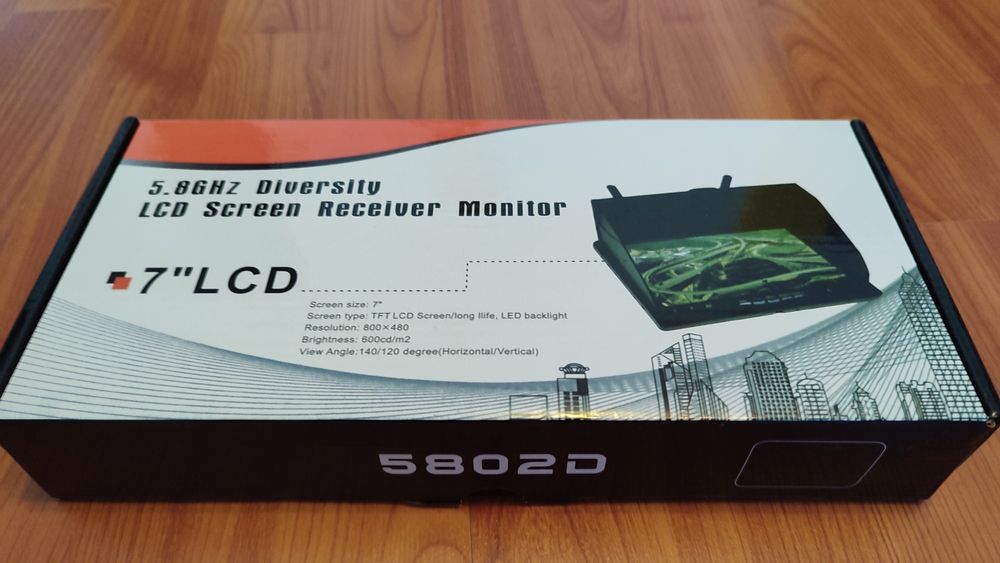 5.8GHz Diversity
LCD Screen Receiver Monitor
7"LCD
Screen size: 7"
Screen type: TFT LCD Screen/long llife, LED backlight
Resolution: 800×480
Brightness: 600cd/m2
View Angle:140/120 degree(Horizontal/Vertical)
5802D